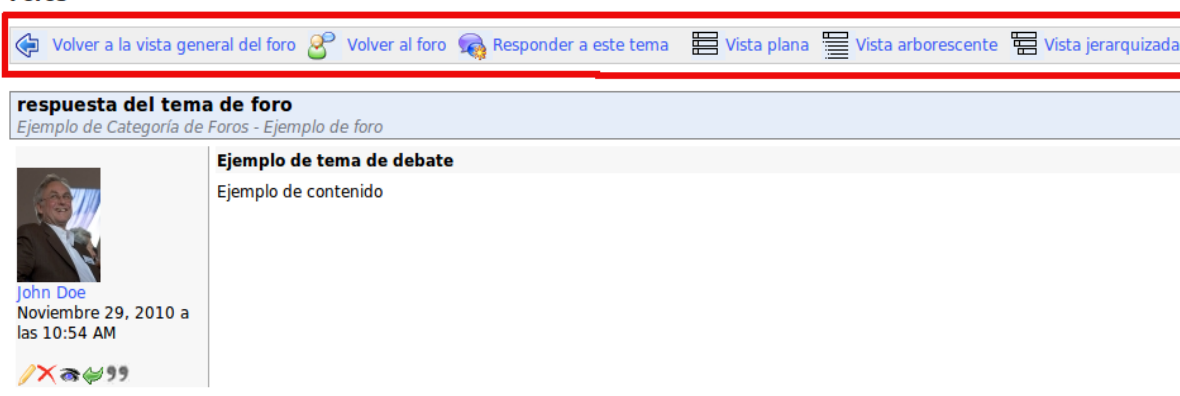 Volver a la vista general del foro Volver al foro Responder a este tema Vista plana Vista arborescente Vista jerarquizada
respuesta del tema de foro
Ejemplo de Categoría de Foros - Ejemplo de foro
Ejemplo de tema de debate
Ejemplo de contenido
John Doe
Noviembre 29, 2010 a
las 10:54 AM